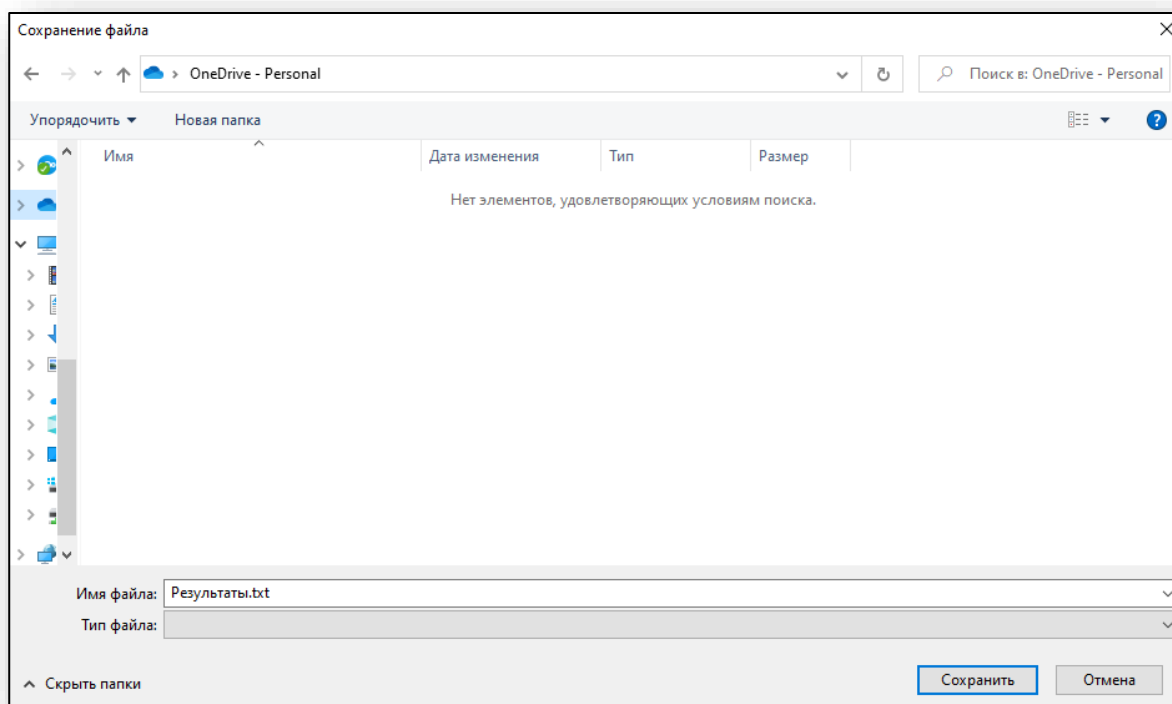 Сохранение файла
OneDrive - Personal
Поиск в: OneDrive - Personal
Упорядочить
Новая папка
Имя
Дата изменения
Тип
Размер
Нет элементов, удовлетворяющих условиям поиска.
Имя файла: Результаты.txt
Тип файла:
Скрыть папки
Сохранить
Отмена